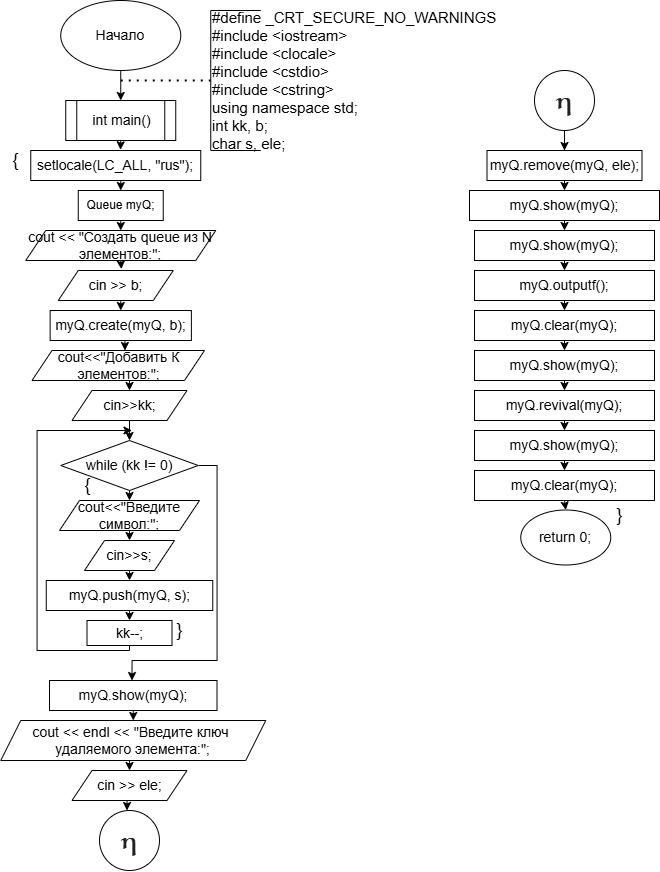 Начало
#define _CRT_SECURE_NO_WARNINGS
#include <iostream>
#include <clocale>
#include <cstdio>
#include <cstring>
using namespace std;
int kk, b;
char s, ele;
int main()
{
setlocale(LC_ALL, "rus");
Queue myQ;
cout << "Создать queue из N
элементов:";
cin >> b;
myQ.create(myQ, b);
cout<<"Добавить К
элементов:";
cin>>kk;
while (kk != 0)
{
cout<<"Введите
символ:";
cin>>s;
myQ.push(myQ, s);
kk--;
}
myQ.show(myQ);
cout << endl << "Введите ключ
удаляемого элемента:";
cin >> ele;
η
η
myQ.remove(myQ, ele);
myQ.show(myQ);
myQ.show(myQ);
myQ.outputf();
myQ.clear(myQ);
myQ.show(myQ);
myQ.revival(myQ);
myQ.show(myQ);
myQ.clear(myQ);
}
return 0;